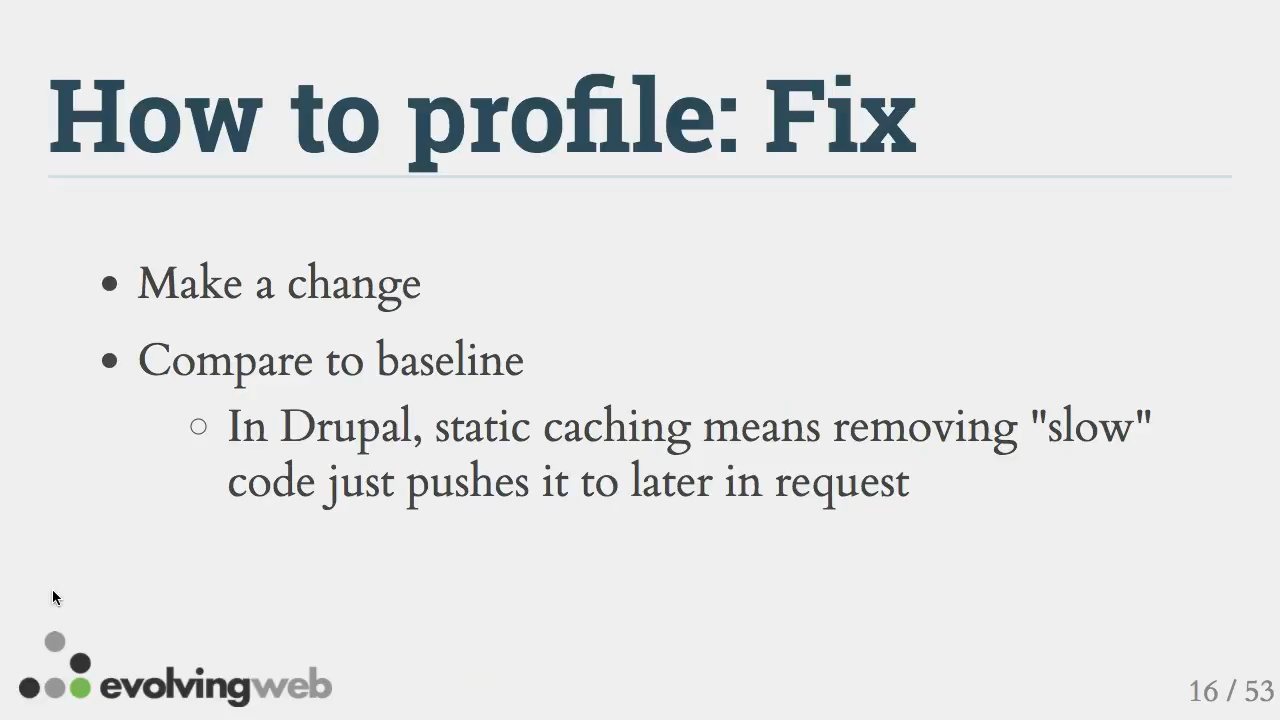 How to profile: Fix
Make a change
Compare to baseline
In Drupal, static caching means removing "slow"
code just pushes it to later in request
evolvingweb
16 / 53